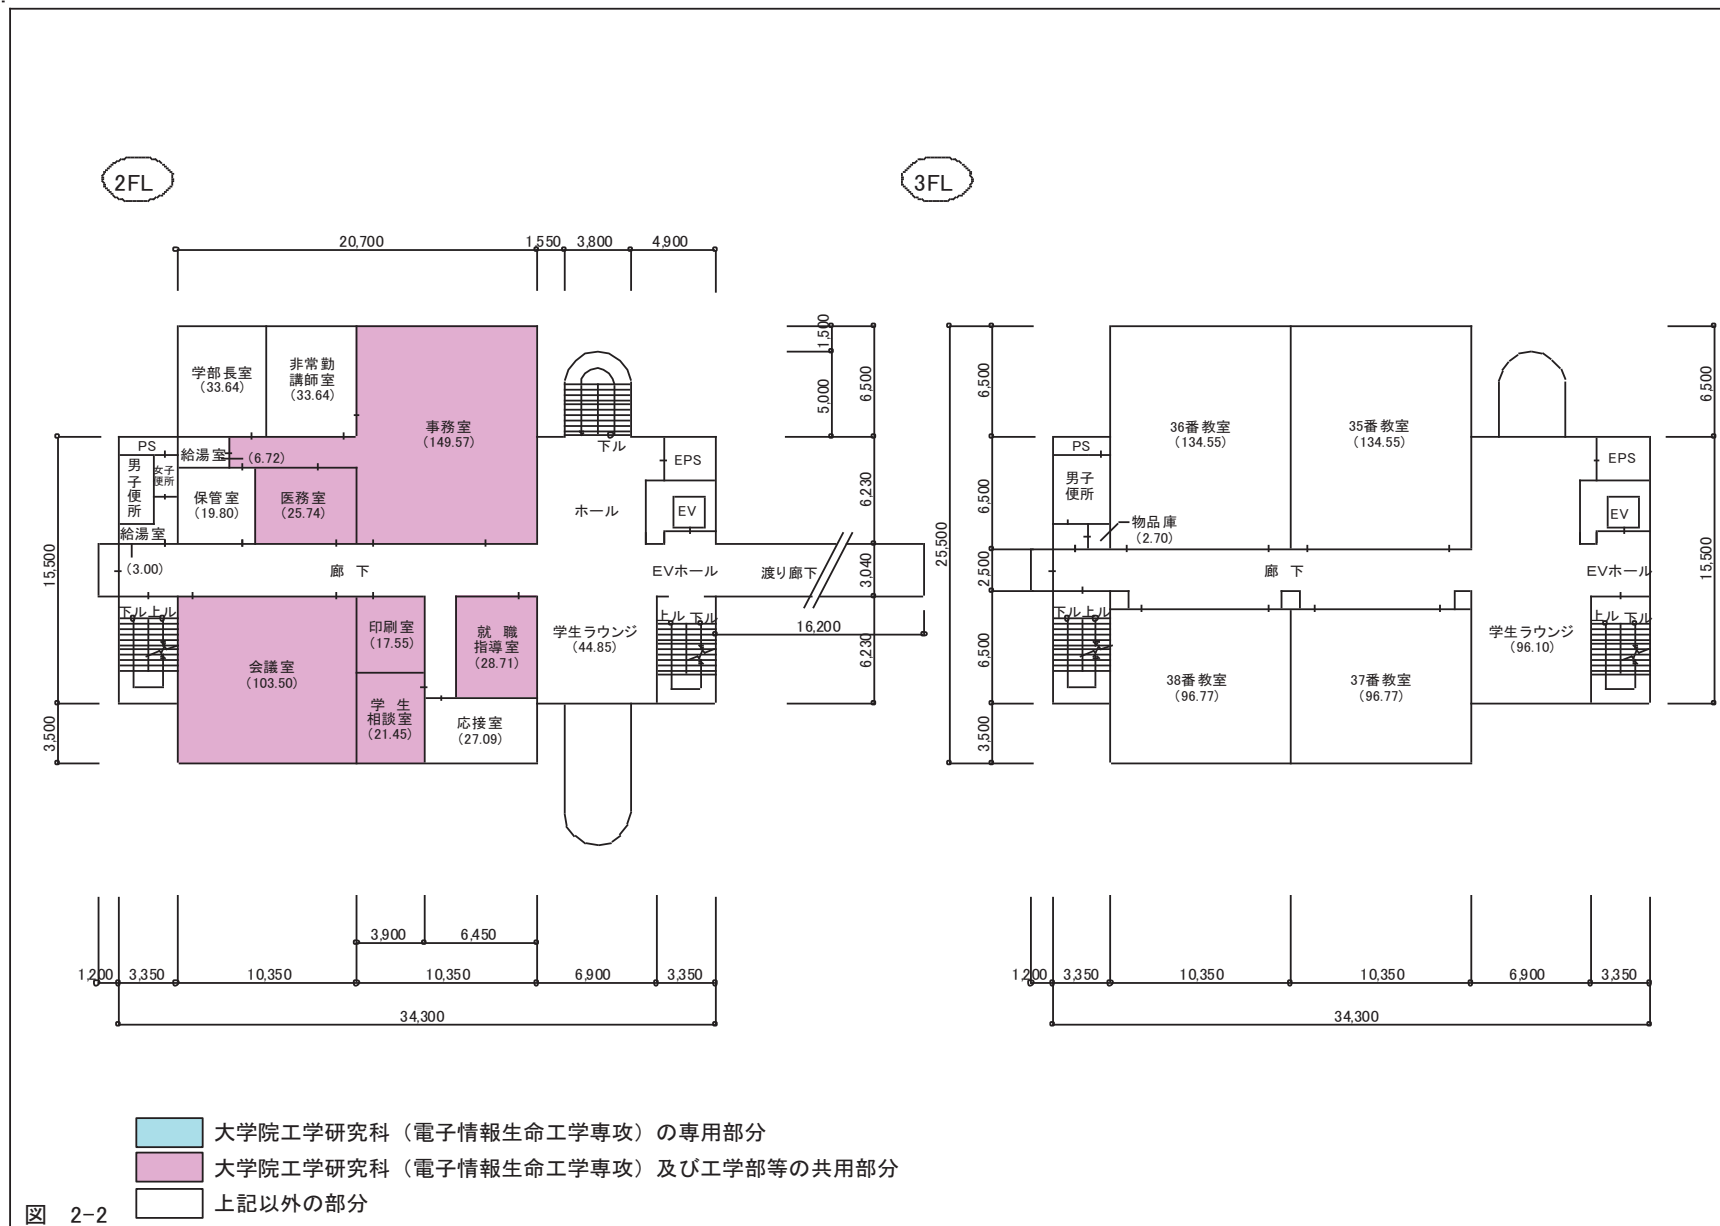 2FL
20,700
1,550
3,800
4,900
1,500
5,000
6,500
6,230
3,040
6,230
16,200
15,500
3,500
学部長室
(33.64)
非常勤
講師室
(33.64)
事務室
(149.57)
下ル
PS
給湯室
(6.72)
男子便所
女子
便所
保管室
(19.80)
医務室
(25.74)
EPS
EV
ホール
給湯室
(3.00)
廊 下
EVホール
渡り廊下
下ル 上ル
印刷室
(17.55)
就 職
指導室
(28.71)
学生ラウンジ
(44.85)
上ル 下ル
会議室
(103.50)
学 生
相談室
(21.45)
応接室
(27.09)
3,900
6,450
1,200
3,350
10,350
10,350
6,900
3,350
34,300
3FL
6,500
6,500
2,500
6,500
3,500
25,500
6,500
15,500
36番教室
(134.55)
35番教室
(134.55)
PS
男子
便所
物品庫
(2.70)
EPS
EV
廊 下
EVホール
下ル 上ル
上ル 下ル
学生ラウンジ
(96.10)
38番教室
(96.77)
37番教室
(96.77)
1,200
3,350
10,350
10,350
6,900
3,350
34,300
大学院工学研究科（電子情報生命工学専攻）の専用部分
大学院工学研究科（電子情報生命工学専攻）及び工学部等の共用部分
上記以外の部分
図 2-2